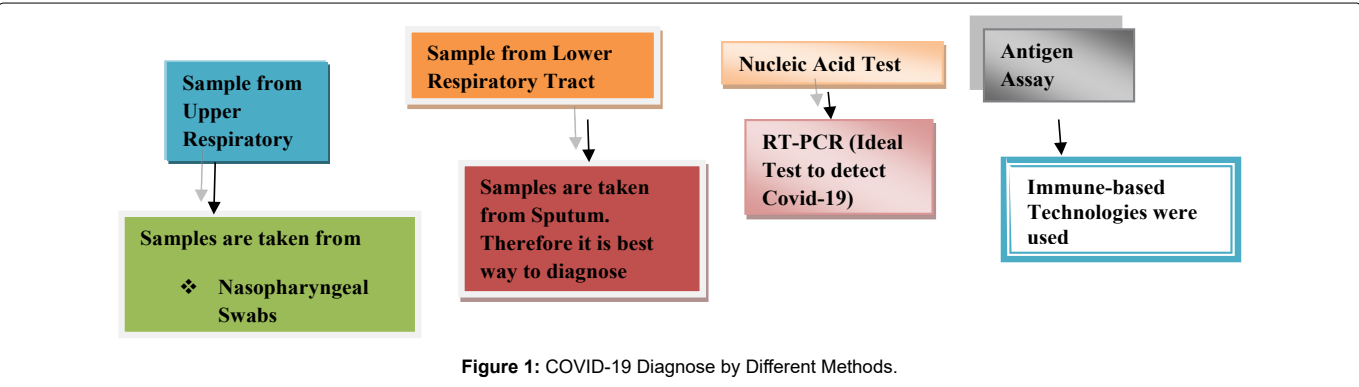 Sample from
Upper
Respiratory
Samples are taken from
❖ Nasopharyngeal
Swabs
Sample from Lower
Respiratory Tract
Samples are taken
from Sputum.
Therefore it is best
way to diagnose
Nucleic Acid Test
RT-PCR (Ideal
Test to detect
Covid-19)
Antigen
Assay
Immune-based
Technologies were
used
Figure 1: COVID-19 Diagnose by Different Methods.